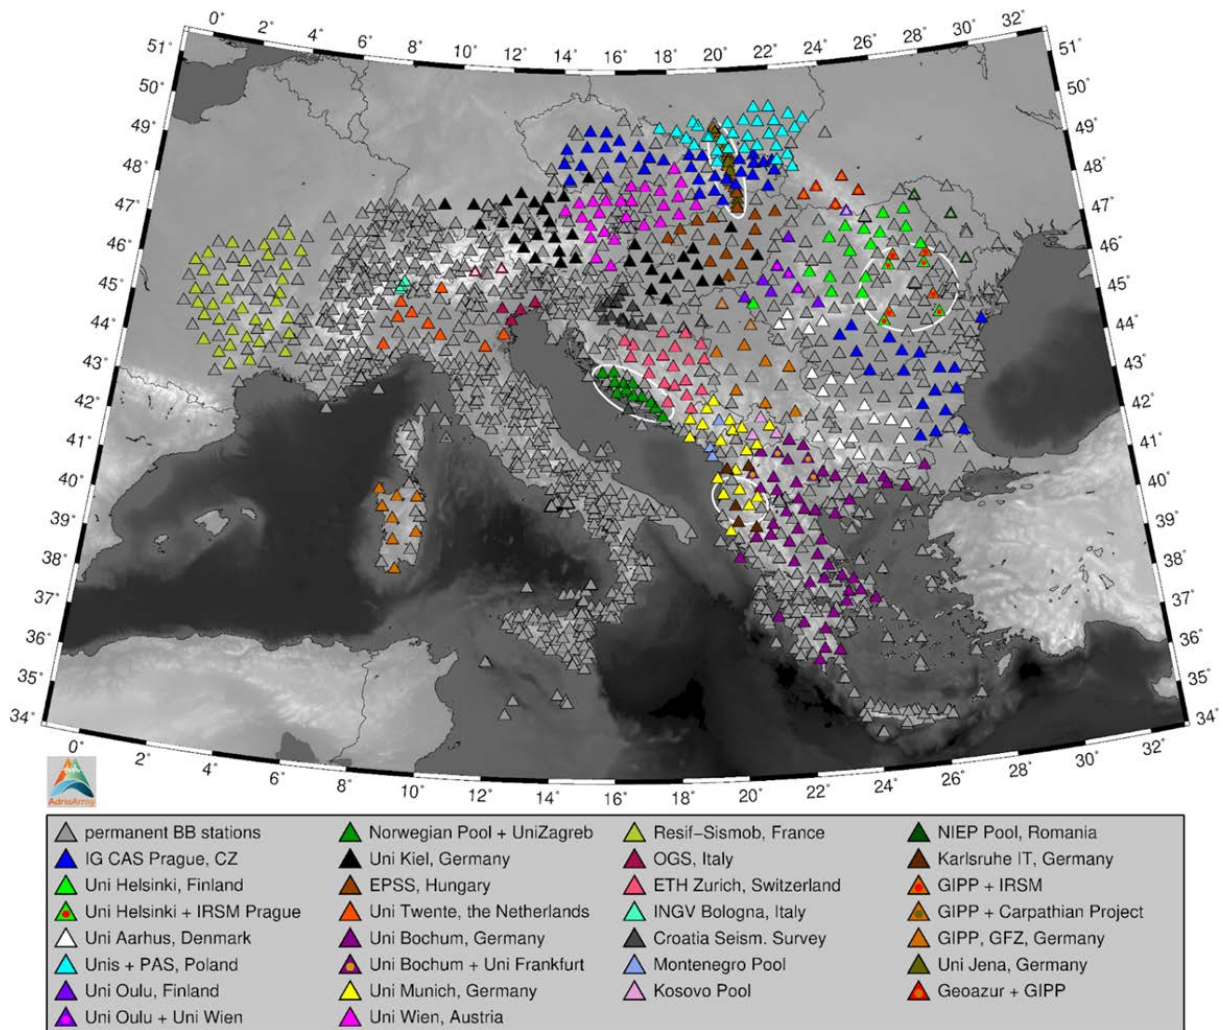 0° 2° 4° 6° 8° 10° 12° 14° 16° 18° 20° 22° 24° 26° 28° 30° 32°
51° 51°
50° 50°
49° 49°
48° 48°
47° 47°
46° 46°
45° 45°
44° 44°
43° 43°
42° 42°
41° 41°
40° 40°
39° 39°
38° 38°
37° 37°
36° 36°
35° 35°
34° 34°
0° 2° 4° 6° 8° 10° 12° 14° 16° 18° 20° 22° 24° 26° 28° 30° 32°
AdriaArray
permanent BB stations
IG CAS Prague, CZ
Uni Helsinki, Finland
Uni Helsinki + IRSM Prague
Uni Aarhus, Denmark
Unis + PAS, Poland
Uni Oulu, Finland
Uni Oulu + Uni Wien
Norwegian Pool + UniZagreb
Uni Kiel, Germany
EPSS, Hungary
Uni Twente, the Netherlands
Uni Bochum, Germany
Uni Bochum + Uni Frankfurt
Uni Munich, Germany
Uni Wien, Austria
Resif-Sismob, France
OGS, Italy
ETH Zurich, Switzerland
INGV Bologna, Italy
Croatia Seism. Survey
Montenegro Pool
Kosovo Pool
NIEP Pool, Romania
Karlsruhe IT, Germany
GIPP + IRSM
GIPP + Carpathian Project
GIPP, GFZ, Germany
Uni Jena, Germany
Geoazur + GIPP